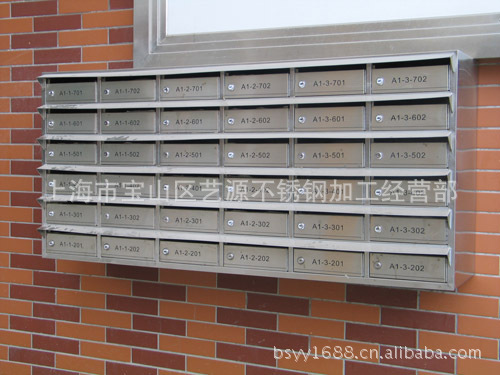 A1-1-701 A1-1-702 A1-2-701 A1-2-702 A1-3-701 A1-3-702
A1-1-601 A1-1-602 A1-2-601 A1-2-602 A1-3-601 A1-3-602
A1-1-501 A1-1-502 A1-2-501 A1-2-502 A1-3-501 A1-3-502
上海市宝山区艺源不锈钢加工经营部
A1-1-301 A1-1-302 A1-2-301 A1-2-302 A1-3-301 A1-3-302
A1-1-201 A1-1-202 A1-2-201 A1-2-202 A1-3-201 A1-3-202
bsyy1688.cn.alibaba.com